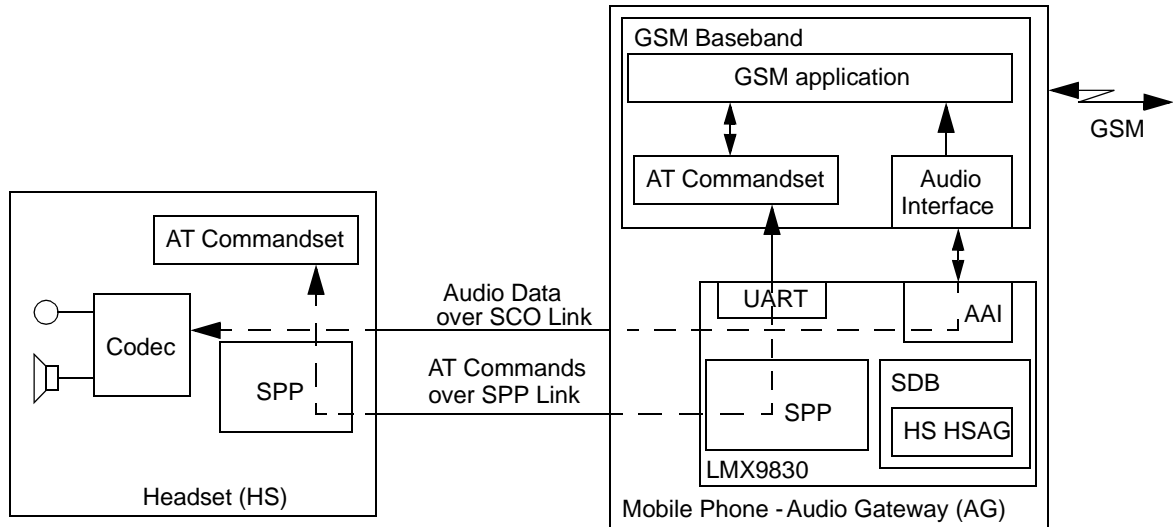 GSM Baseband
GSM application
GSM
AT Commandset
Audio
Interface
AT Commandset
Audio Data
over SCO Link
UART
AAI
Codec
SPP
AT Commands
over SPP Link
SPP
SDB
HS HSAG
LMX9830
Headset (HS)
Mobile Phone - Audio Gateway (AG)